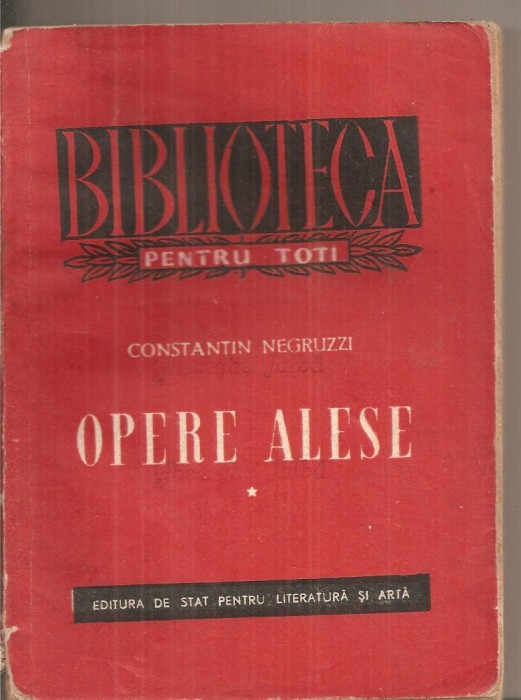 BIBLIOTECA
PENTRU TOTI
CONSTANTIN NEGRUZZI
OPERE ALESE
★
EDITURA DE STAT PENTRU LITERATURĂ ȘI ARTĂ